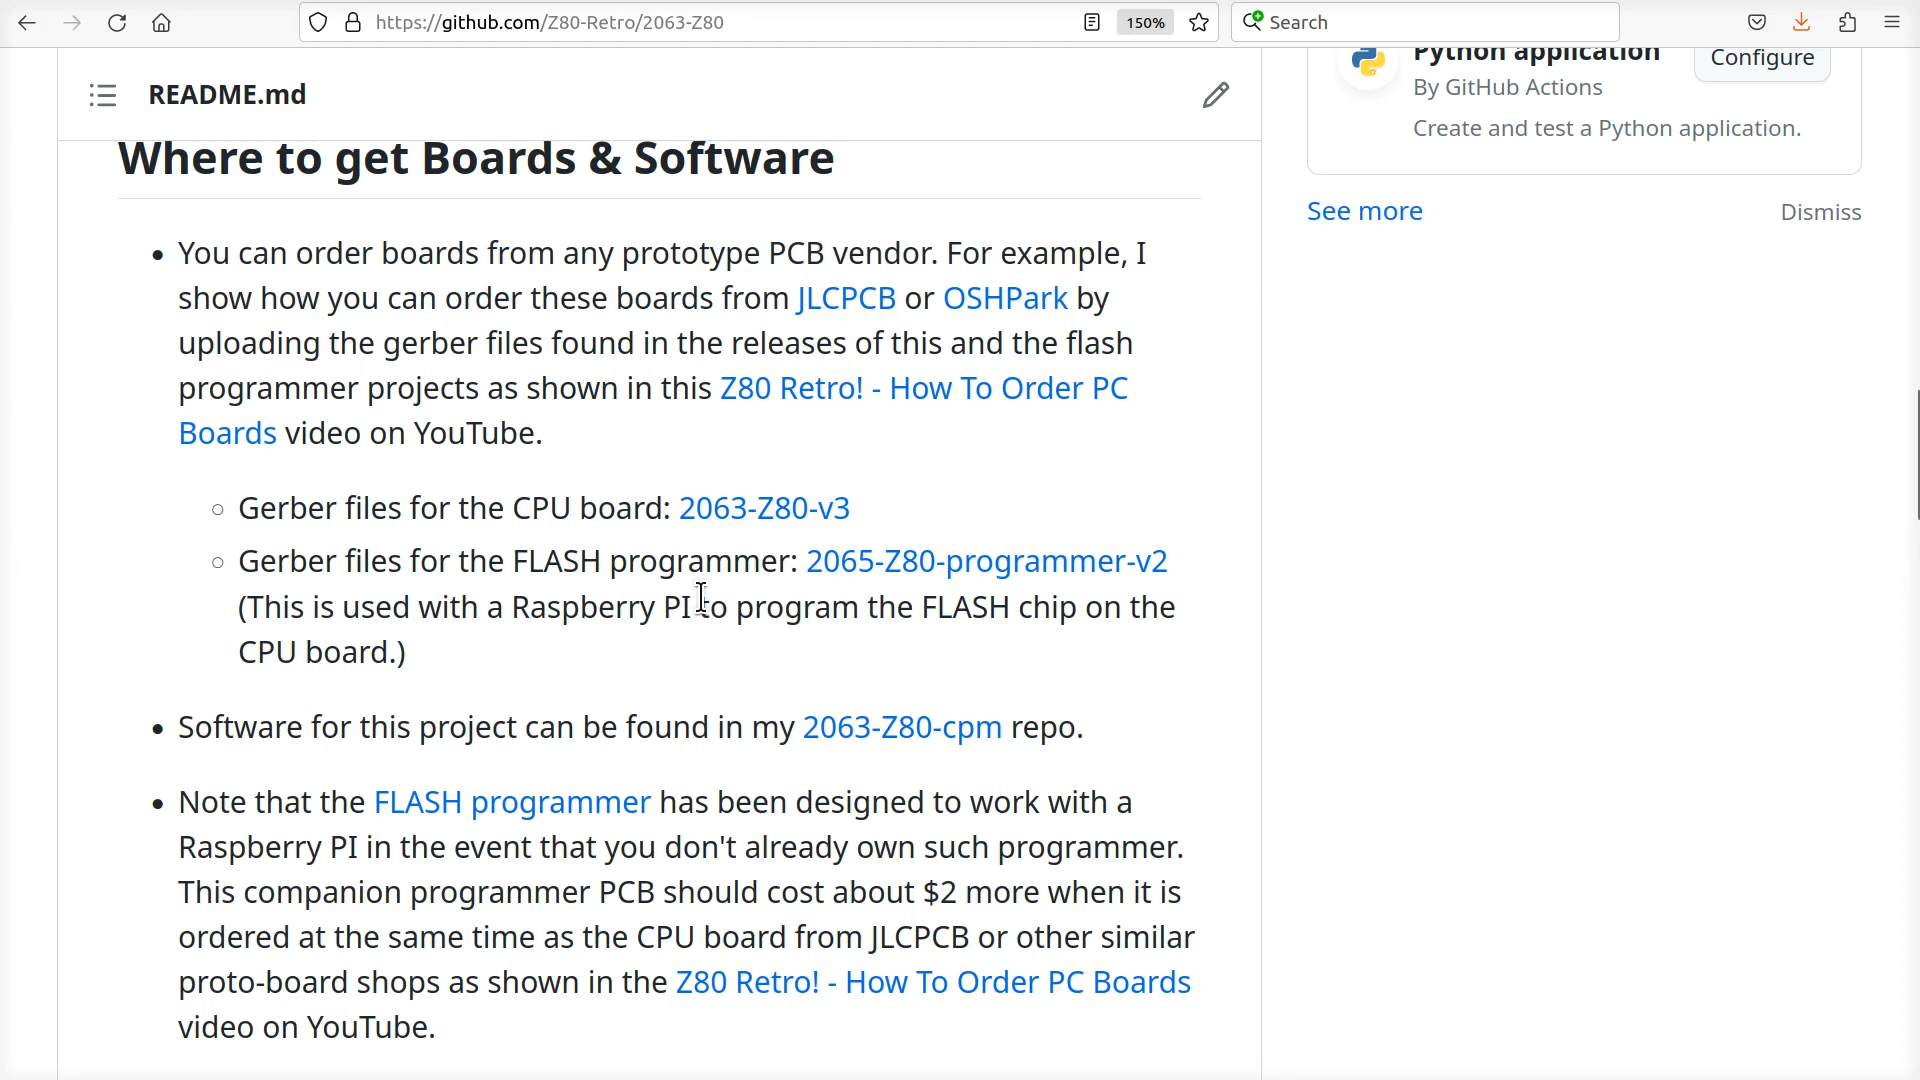 https://github.com/Z80-Retro/2063-Z80
150%
Search
Python application
Configure
By GitHub Actions
Create and test a Python application.
See more
Dismiss
README.md
Where to get Boards & Software
You can order boards from any prototype PCB vendor. For example, I
show how you can order these boards from JLCPCB or OSHPark by
uploading the gerber files found in the releases of this and the flash
programmer projects as shown in this Z80 Retro! - How To Order PC
Boards video on YouTube.
Gerber files for the CPU board: 2063-Z80-v3
Gerber files for the FLASH programmer: 2065-Z80-programmer-v2
(This is used with a Raspberry PI to program the FLASH chip on the
CPU board.)
Software for this project can be found in my 2063-Z80-cpm repo.
Note that the FLASH programmer has been designed to work with a
Raspberry PI in the event that you don't already own such programmer.
This companion programmer PCB should cost about $2 more when it is
ordered at the same time as the CPU board from JLCPCB or other similar
proto-board shops as shown in the Z80 Retro! - How To Order PC Boards
video on YouTube.